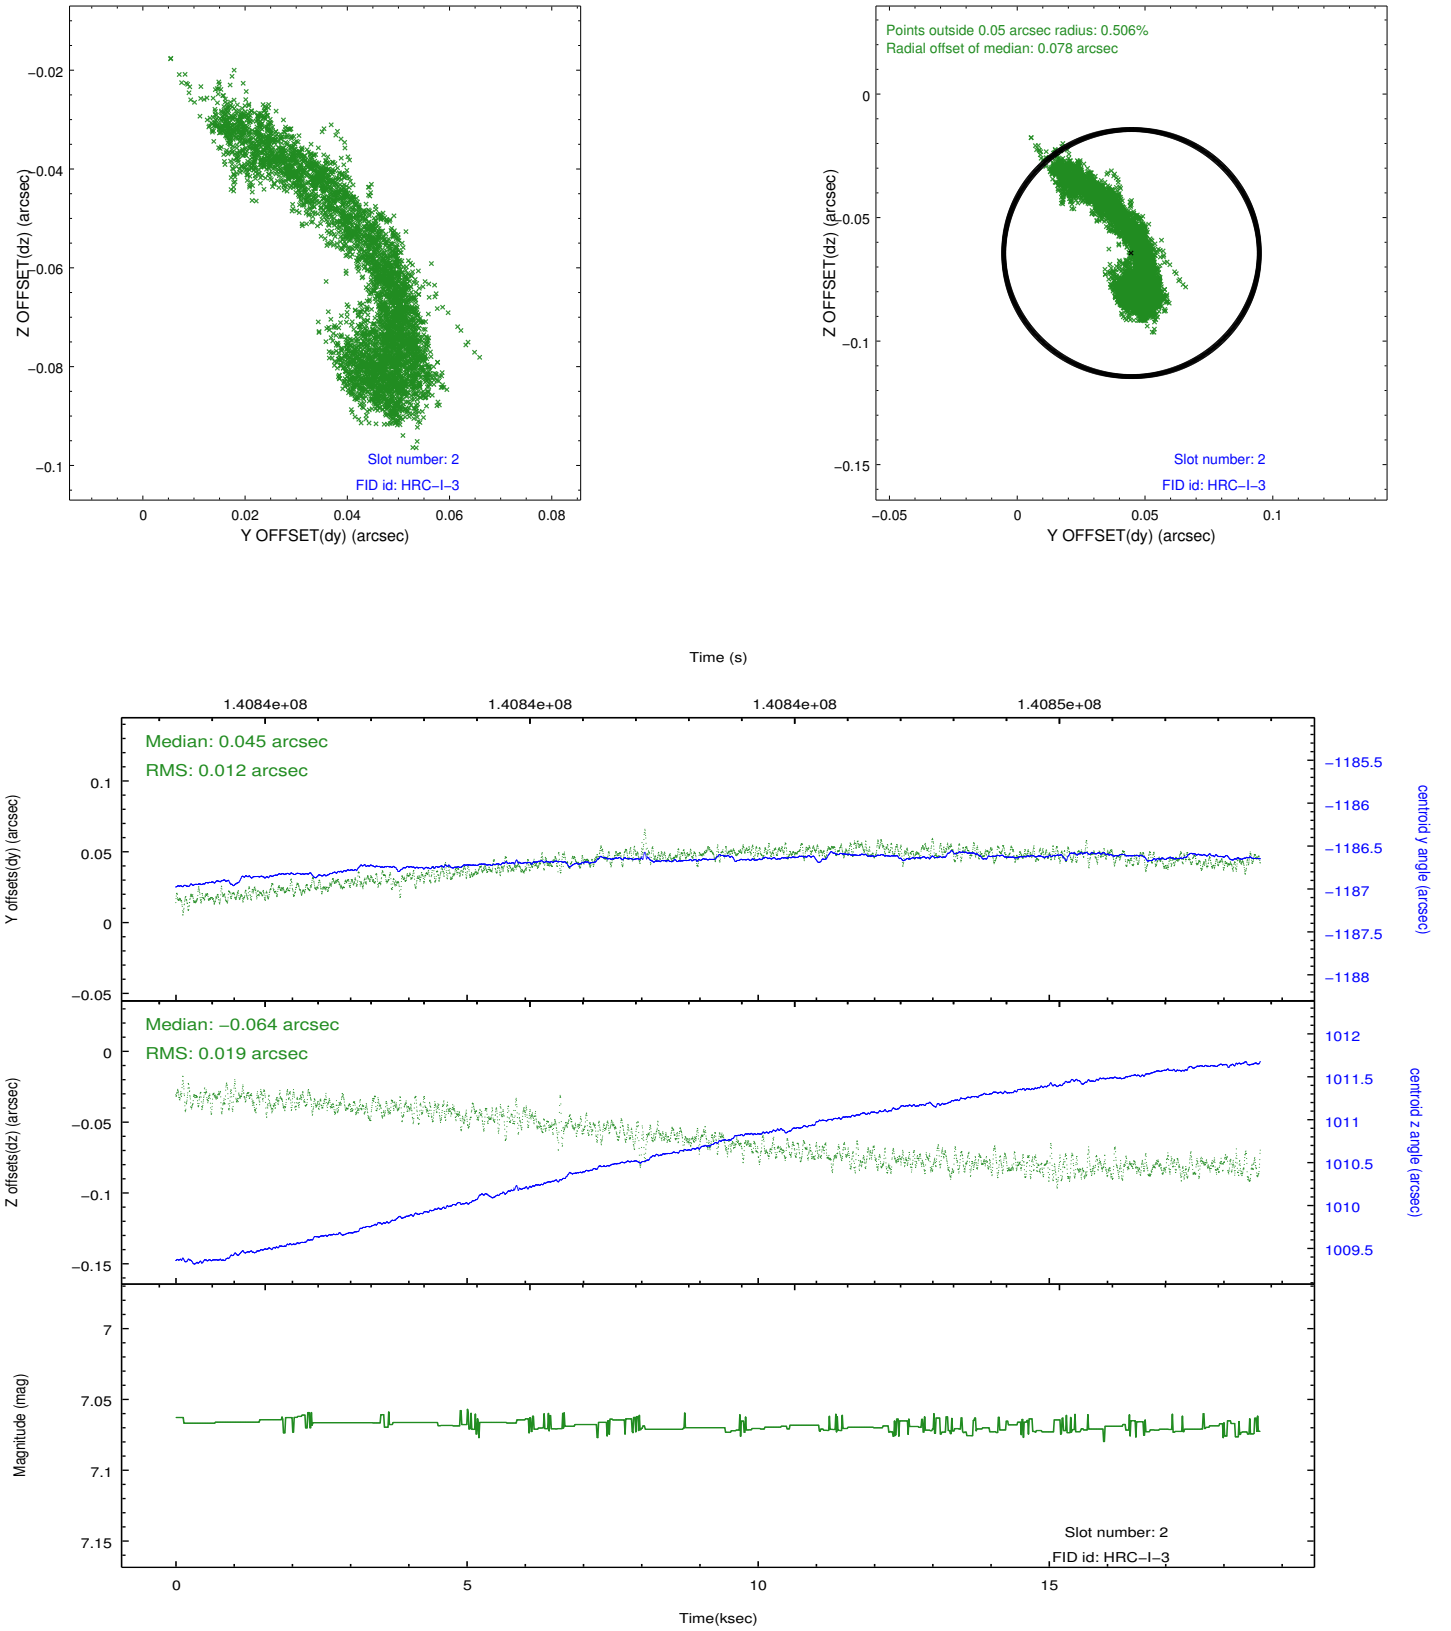 −0.02
−0.04
−0.06
−0.08
−0.1
Z OFFSET(dz) (arcsec)
Slot number: 2
FID id: HRC−I−3
0
0.02
0.04
0.06
0.08
Y OFFSET(dy) (arcsec)
Points outside 0.05 arcsec radius: 0.506%
Radial offset of median: 0.078 arcsec
0
−0.05
−0.1
−0.15
Z OFFSET(dz) (arcsec)
Slot number: 2
FID id: HRC−I−3
−0.05
0
0.05
0.1
Y OFFSET(dy) (arcsec)
Time (s)
1.4084e+08
1.4084e+08
1.4084e+08
1.4085e+08
Median: 0.045 arcsec
RMS: 0.012 arcsec
0.1
0.05
0
−0.05
Y offsets(dy) (arcsec)
−1185.5
−1186
−1186.5
−1187
−1187.5
−1188
centroid y angle (arcsec)
Median: −0.064 arcsec
RMS: 0.019 arcsec
0
−0.05
−0.1
−0.15
Z offsets(dz) (arcsec)
1012
1011.5
1011
1010.5
1010
1009.5
centroid z angle (arcsec)
7
7.05
7.1
7.15
Magnitude (mag)
Slot number: 2
FID id: HRC−I−3
0
5
10
15
Time(ksec)